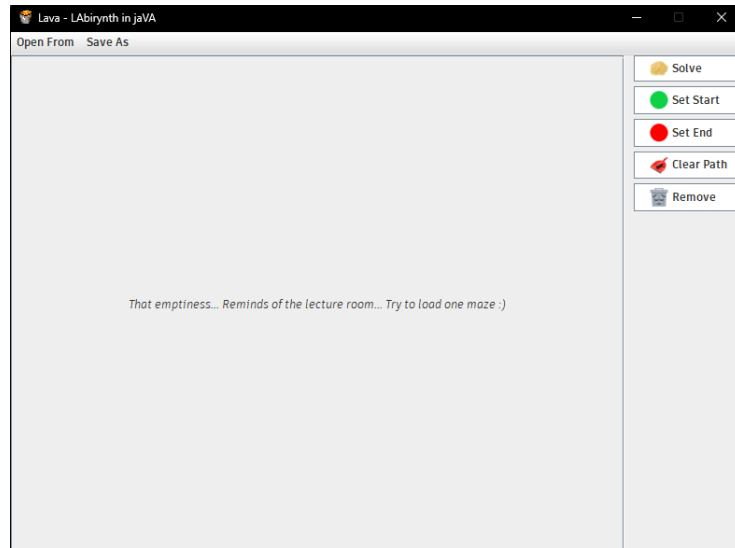 Lava - LAbirynth in jaVA
Open From Save As
Solve
Set Start
Set End
Clear Path
Remove
That emptiness... Reminds of the lecture room... Try to load one maze :)